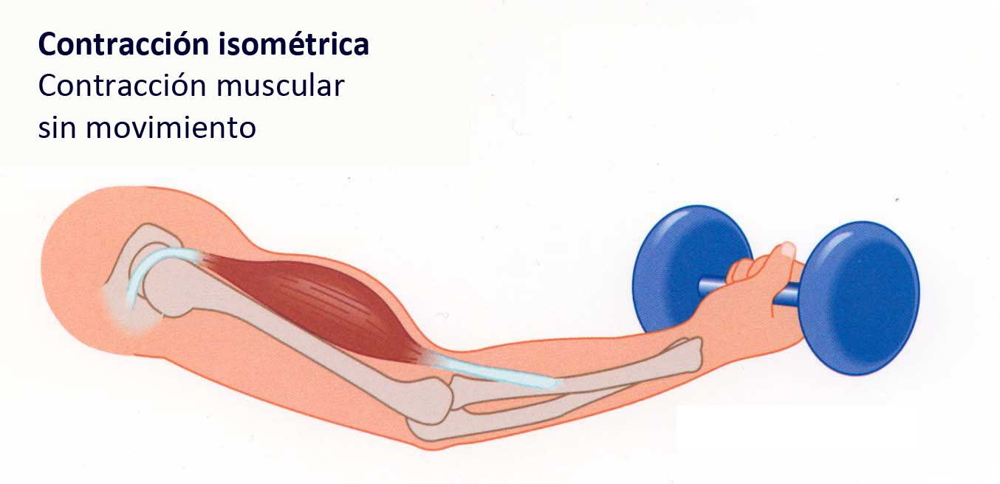 Contracción isométrica
Contracción muscular
sin movimiento